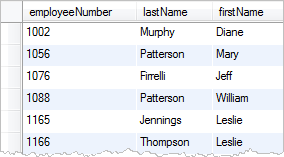 employeeNumber lastName firstName
1002 Murphy Diane
1056 Patterson Mary
1076 Firrelli Jeff
1088 Patterson William
1165 Jennings Leslie
1166 Thompson Leslie